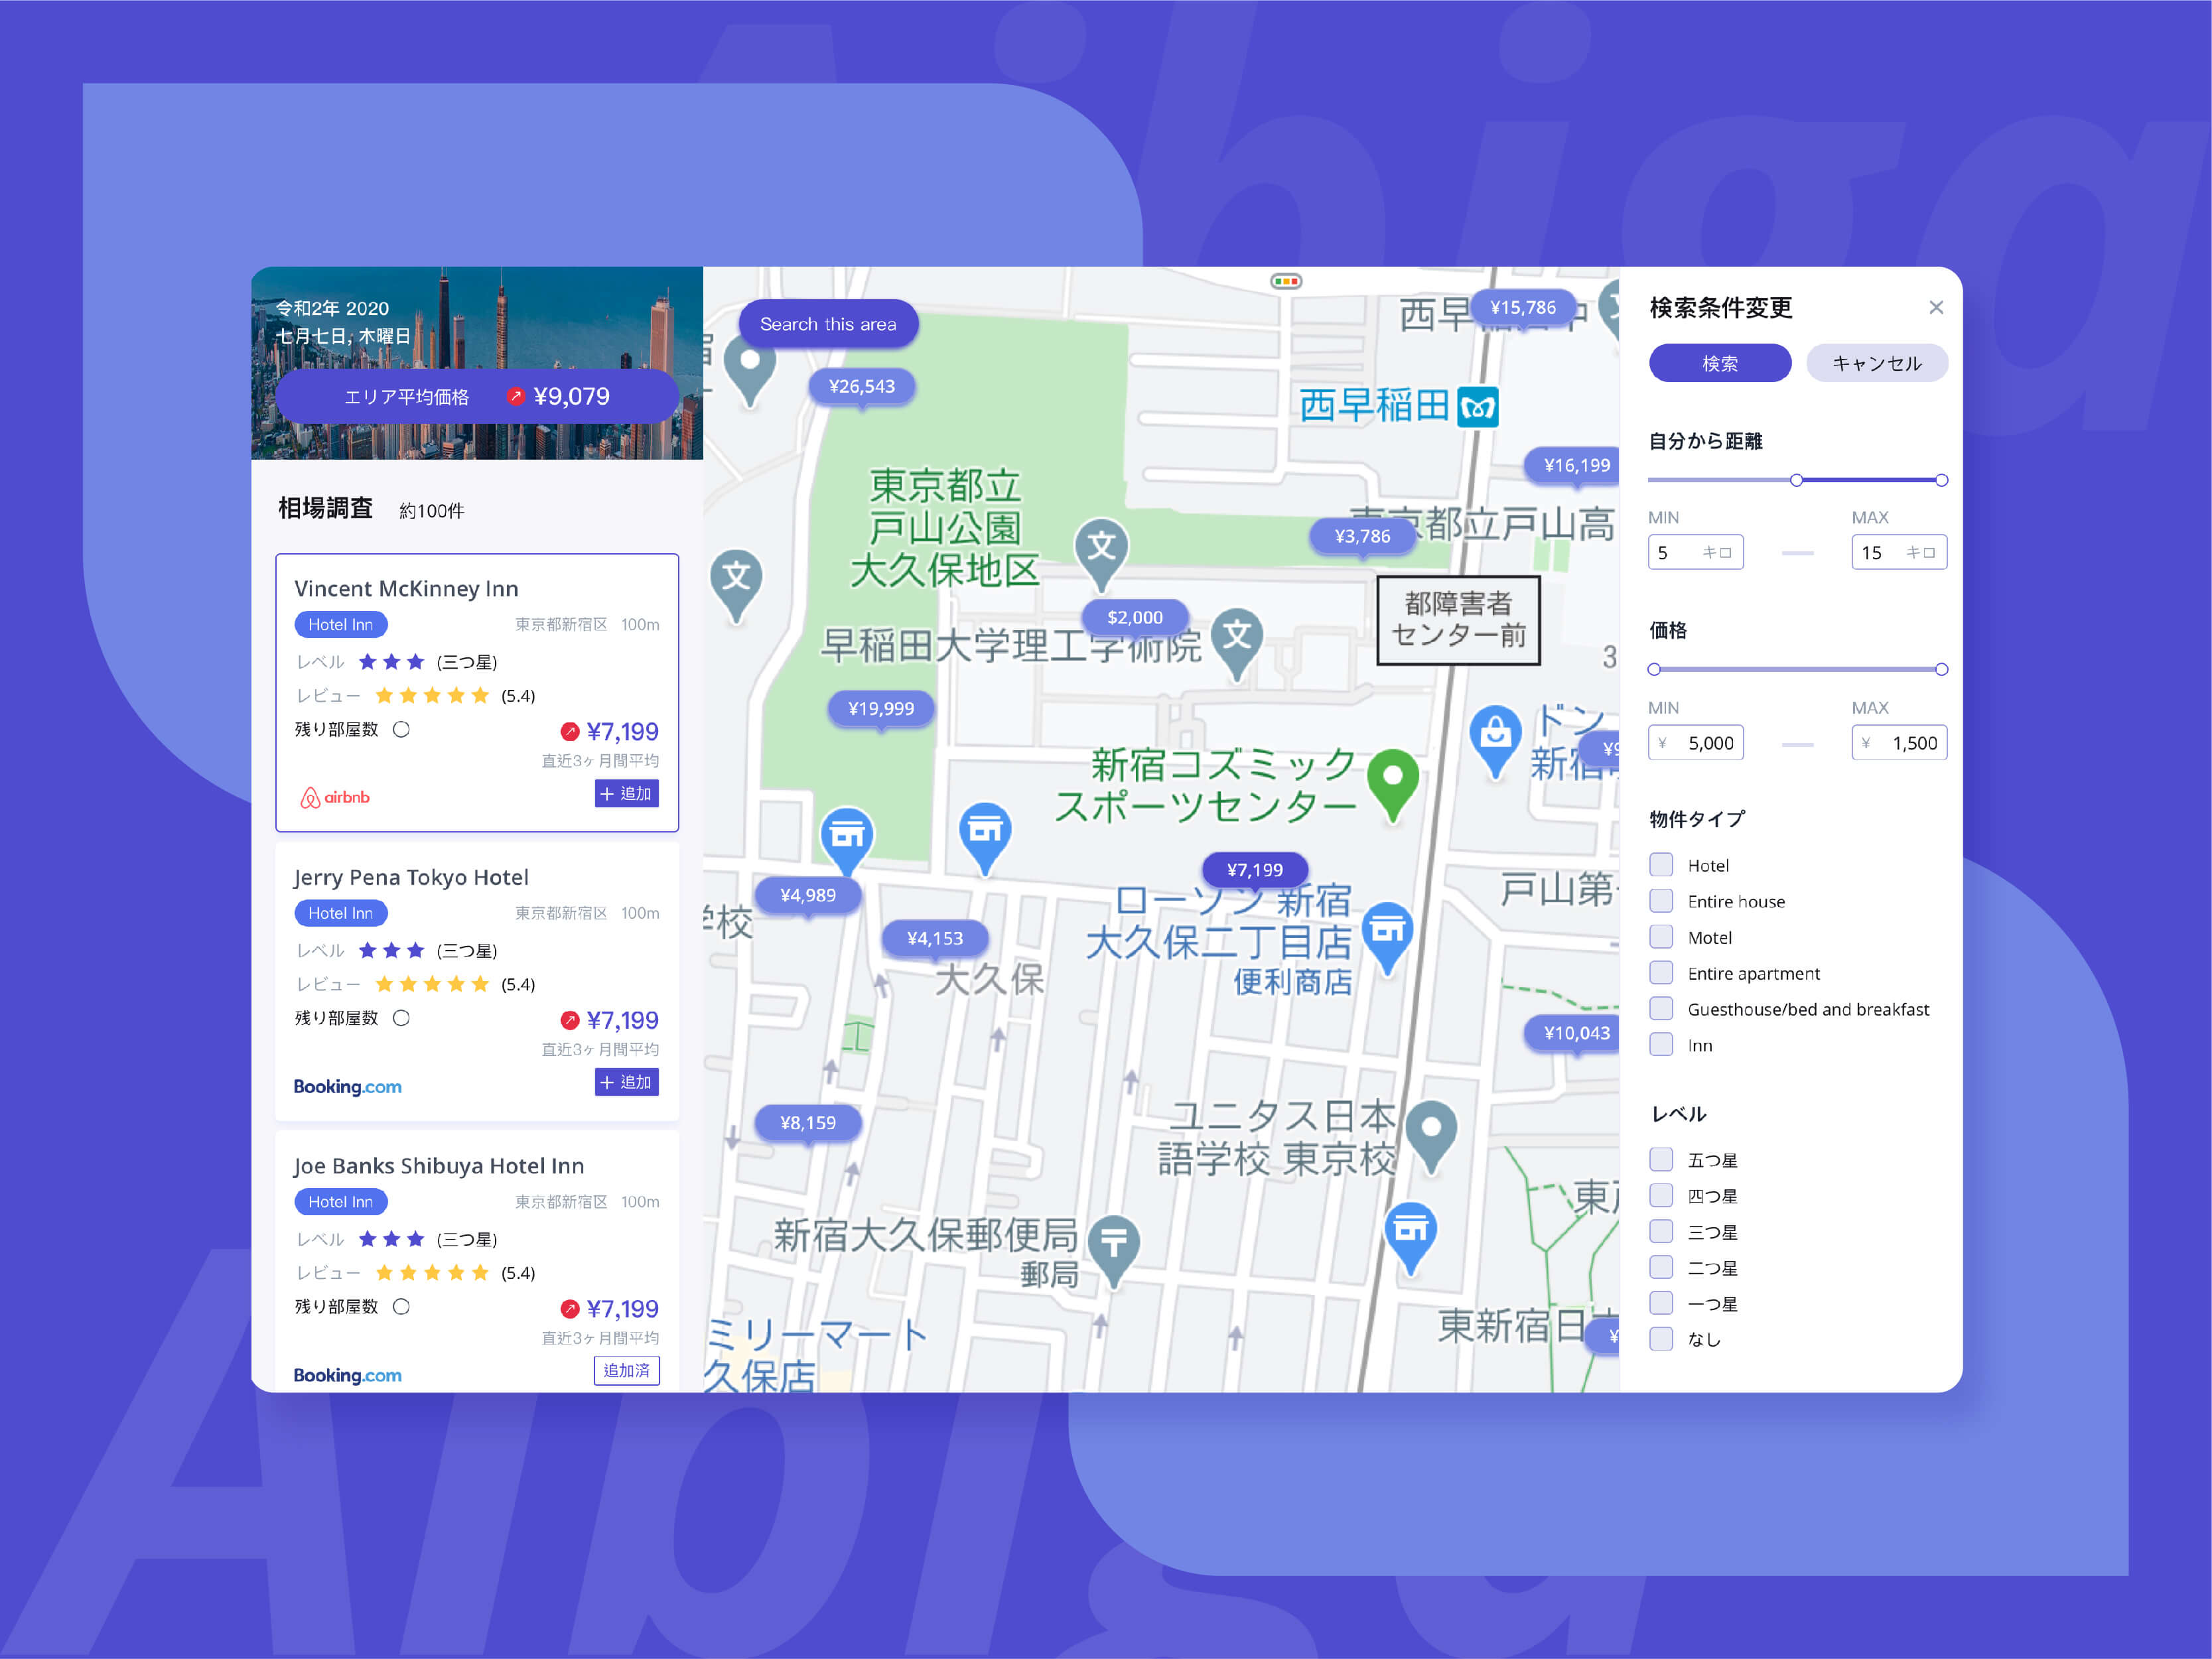 Aibigq
令和2年 2020
七月七日, 木曜日
エリア平均価格 ¥9,079
相場調査 約100件
Vincent McKinney Inn
Hotel Inn 東京都新宿区 100m
レベル (三つ星)
レビュー (5.4)
残り部屋数 ¥7,199
直近3ヶ月間平均
airbnb + 追加
Jerry Pena Tokyo Hotel
Hotel Inn 東京都新宿区 100m
レベル (三つ星)
レビュー (5.4)
残り部屋数 ¥7,199
直近3ヶ月間平均
Booking.com + 追加
Joe Banks Shibuya Hotel Inn
Hotel Inn 東京都新宿区 100m
レベル (三つ星)
レビュー (5.4)
残り部屋数 ¥7,199
直近3ヶ月間平均
Booking.com 追加済
Search this area
西早
¥15,786
¥26,543
西早稲田
¥16,199
東京都立
戸山公園
大久保地区
文
文
文
¥3,786
東京都立戸山高
都障害者
センター前
$2,000
早稲田大学理工学術院
3
¥19,999
ドン
新宿
新宿コズミック
スポーツセンター
¥7,199
ローソン 新宿
大久保二丁目店
便利商店
戸山第
¥4,989
学校
¥4,153
大久保
¥10,043
¥8,159
ユニタス日本
語学校 東京校
新宿大久保郵便局
郵局
東新宿日
ミリーマート
久保店
検索条件変更
検索 キャンセル
自分から距離
MIN MAX
5 キロ 15 キロ
価格
MIN MAX
¥ 5,000 ¥ 1,500
物件タイプ
Hotel
Entire house
Motel
Entire apartment
Guesthouse/bed and breakfast
Inn
レベル
五つ星
四つ星
三つ星
二つ星
一つ星
なし